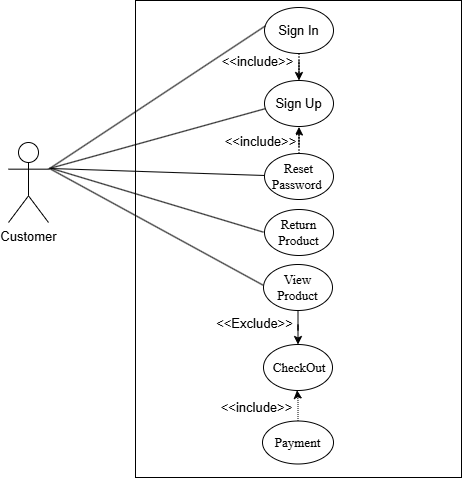 Sign In
<<include>>
Sign Up
<<include>>
Reset
Password
Customer
Return
Product
View
Product
<<Exclude>>
CheckOut
<<include>>
Payment